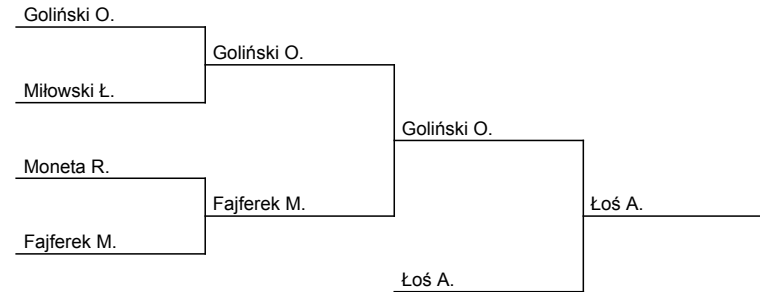 Goliński O.
Goliński O.
Miłowski Ł.
Goliński O.
Moneta R.
Fajferek M.
Łoś A.
Fajferek M.
Łoś A.